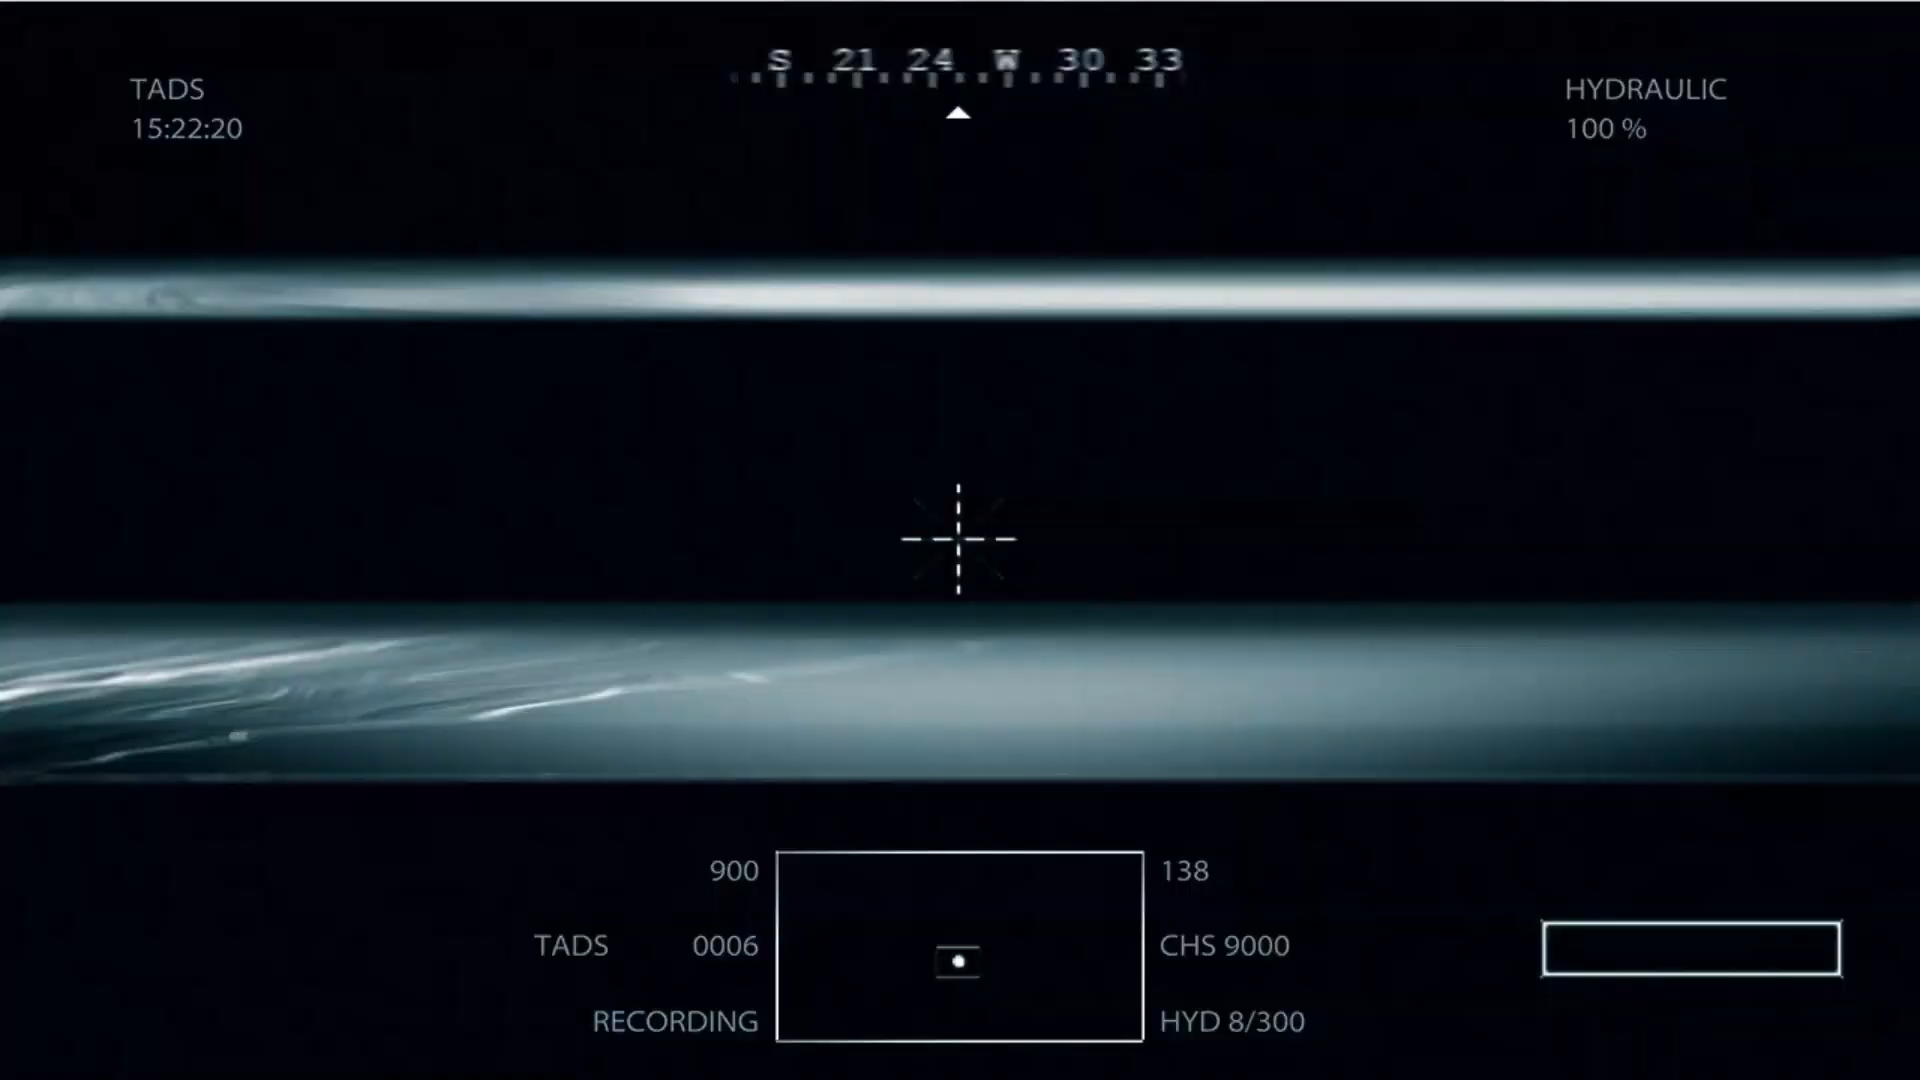 S 21 24 W 30 33
TADS
15:22:20
HYDRAULIC
100 %
900
138
TADS 0006
CHS 9000
RECORDING
HYD 8/300